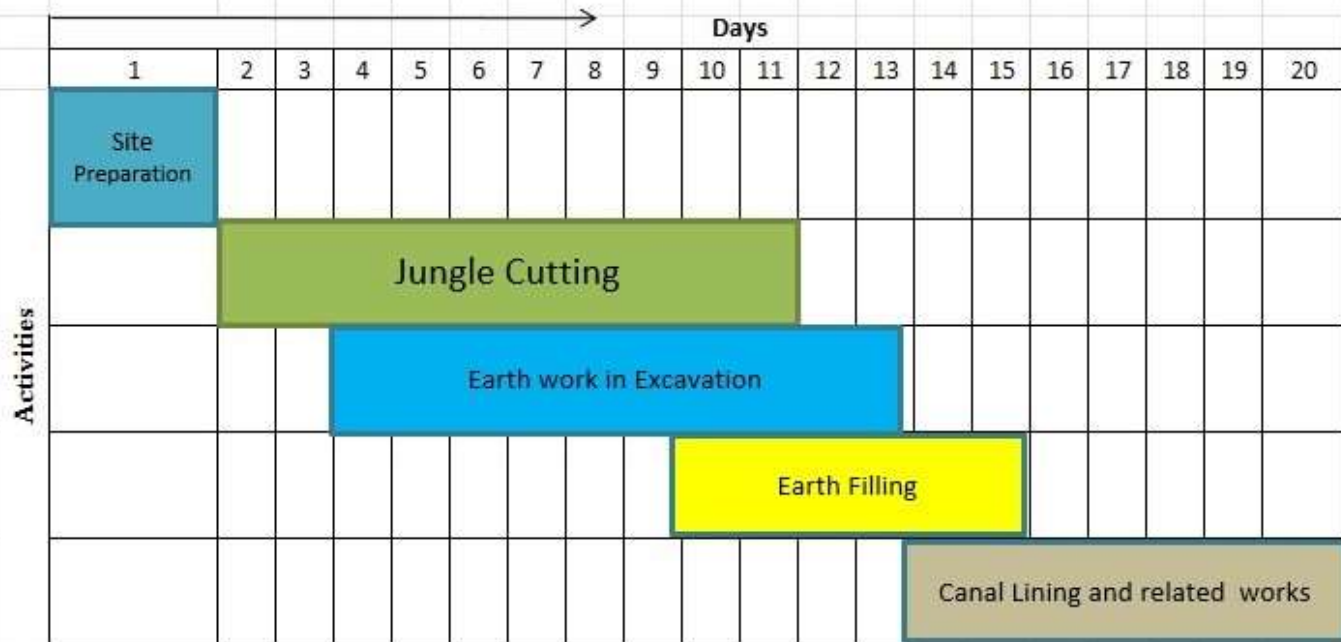 Days
1 2 3 4 5 6 7 8 9 10 11 12 13 14 15 16 17 18 19 20
Site
Preparation
Jungle Cutting
Activities
Earth work in Excavation
Earth Filling
Canal Lining and related works